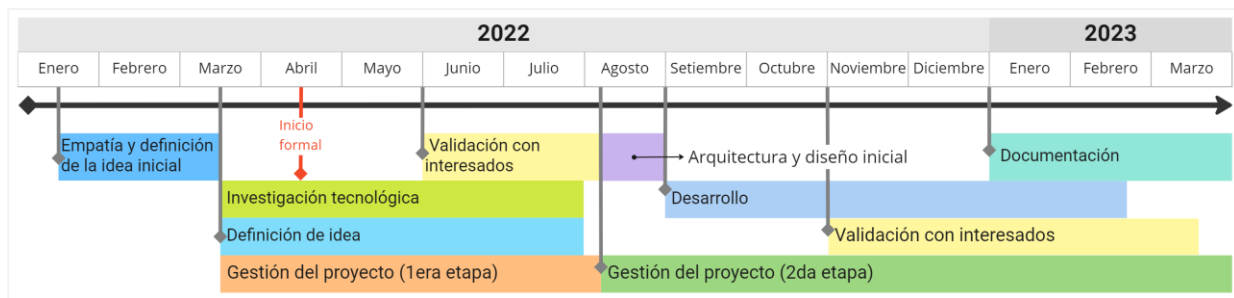 2022
2023
Enero
Febrero
Marzo
Abril
Mayo
Junio
Julio
Agosto
Setiembre
Octubre
Noviembre
Diciembre
Enero
Febrero
Marzo
Inicio
formal
Empatía y definición
de la idea inicial
Validación con
interesados
Arquitectura y diseño inicial
Documentación
Investigación tecnológica
Desarrollo
Definición de idea
Validación con interesados
Gestión del proyecto (1era etapa)
Gestión del proyecto (2da etapa)